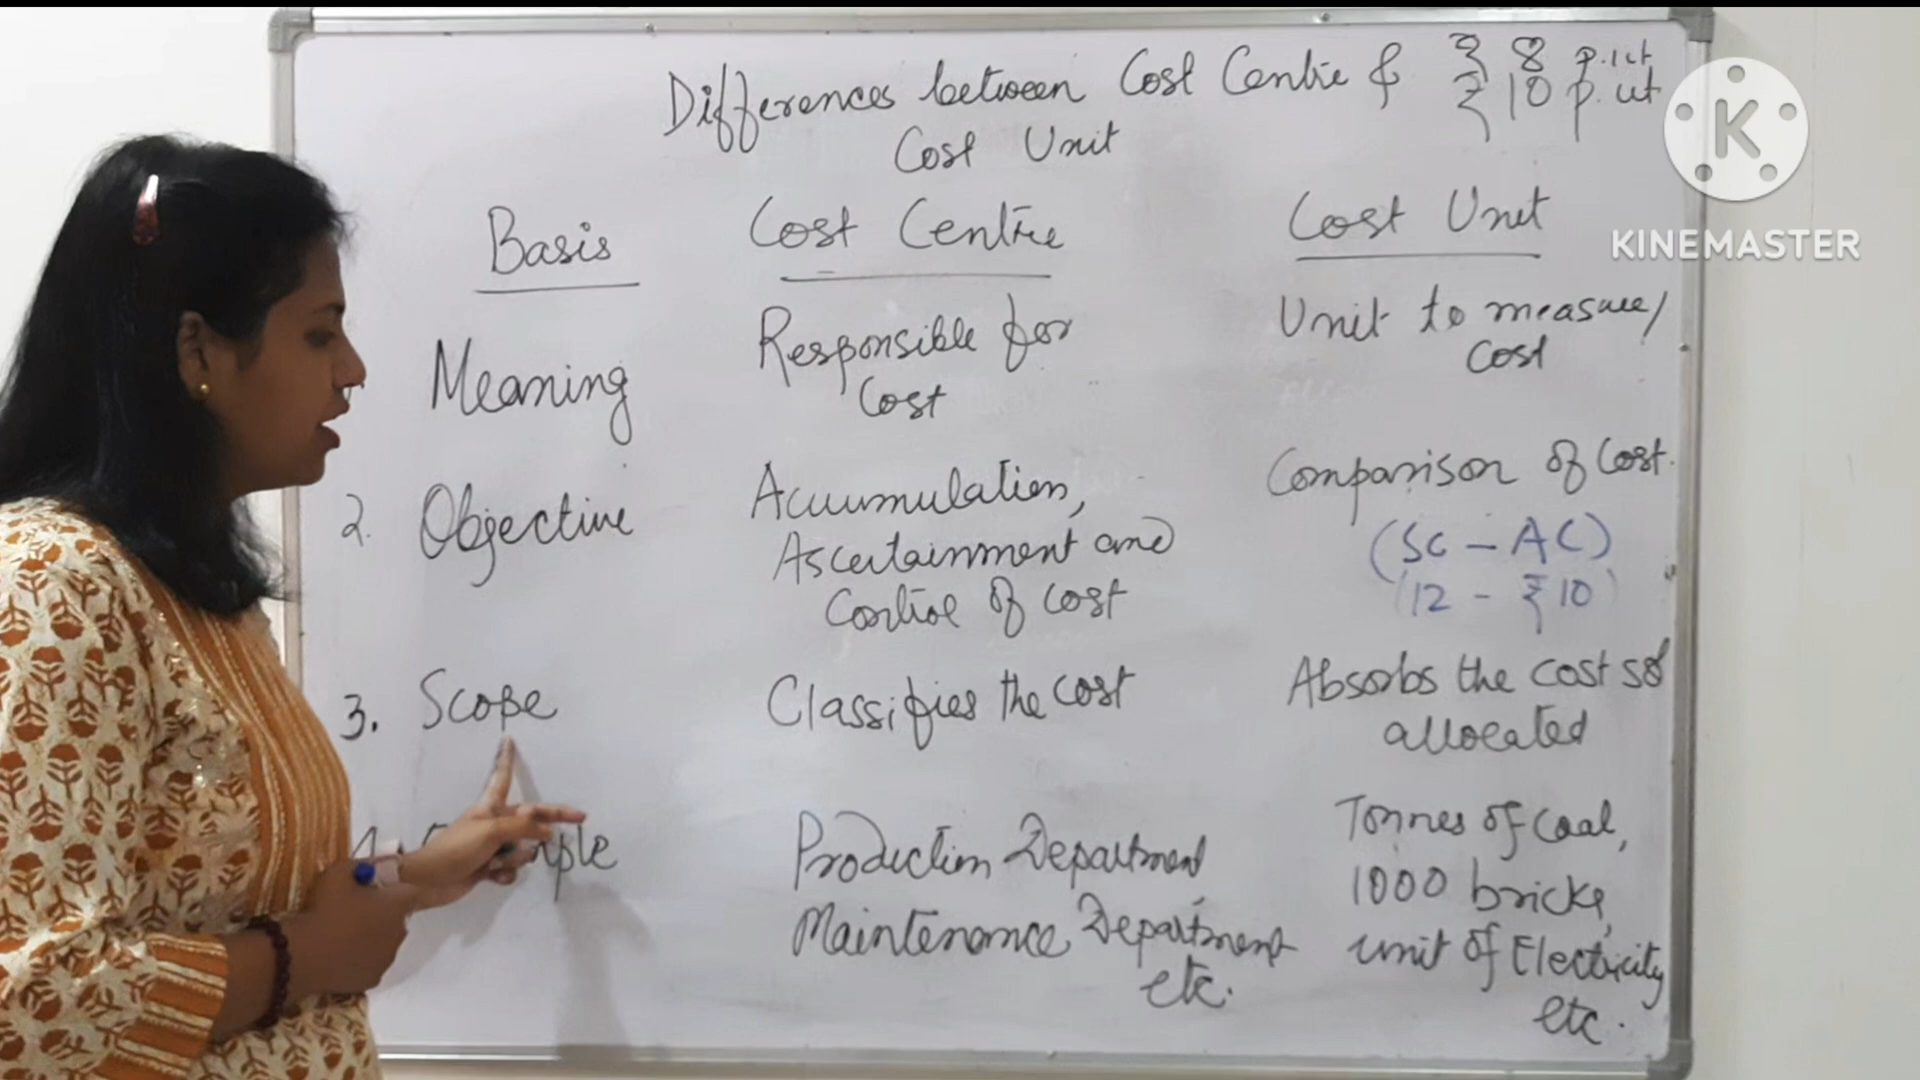 Differences between Cost Centre &
Cost Unit
₹ 8 p.ut
₹ 10 p.ut
K
KINEMASTER
Basis
Cost Centre
Cost Unit
Meaning
Responsible for
Cost
Unit to measure/
Cost
2. Objective
Accumulation,
Ascertainment and
Control of Cost
Comparison of Cost.
(SC - AC)
12 - ₹10
3. Scope
Classifies the cost
Absorbs the cost so
allocated
Production Department
Maintenance Department
etc.
Tonnes of Coal,
1000 bricks,
unit of Electricity
etc.